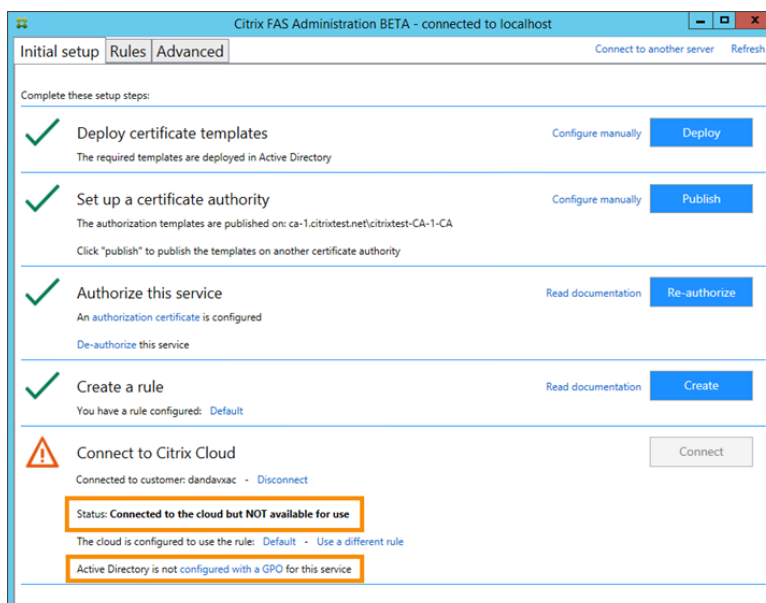 Citrix FAS Administration BETA - connected to localhost
Initial setup Rules Advanced Connect to another server Refresh
Complete these setup steps:
Deploy certificate templates Configure manually Deploy
The required templates are deployed in Active Directory
Set up a certificate authority Configure manually Publish
The authorization templates are published on: ca-1.citrixtest.net\citrixtest-CA-1-CA
Click "publish" to publish the templates on another certificate authority
Authorize this service Read documentation Re-authorize
An authorization certificate is configured
De-authorize this service
Create a rule Read documentation Create
You have a rule configured: Default
Connect to Citrix Cloud Connect
Connected to customer: dandavxac - Disconnect
Status: Connected to the cloud but NOT available for use
The cloud is configured to use the rule: Default - Use a different rule
Active Directory is not configured with a GPO for this service